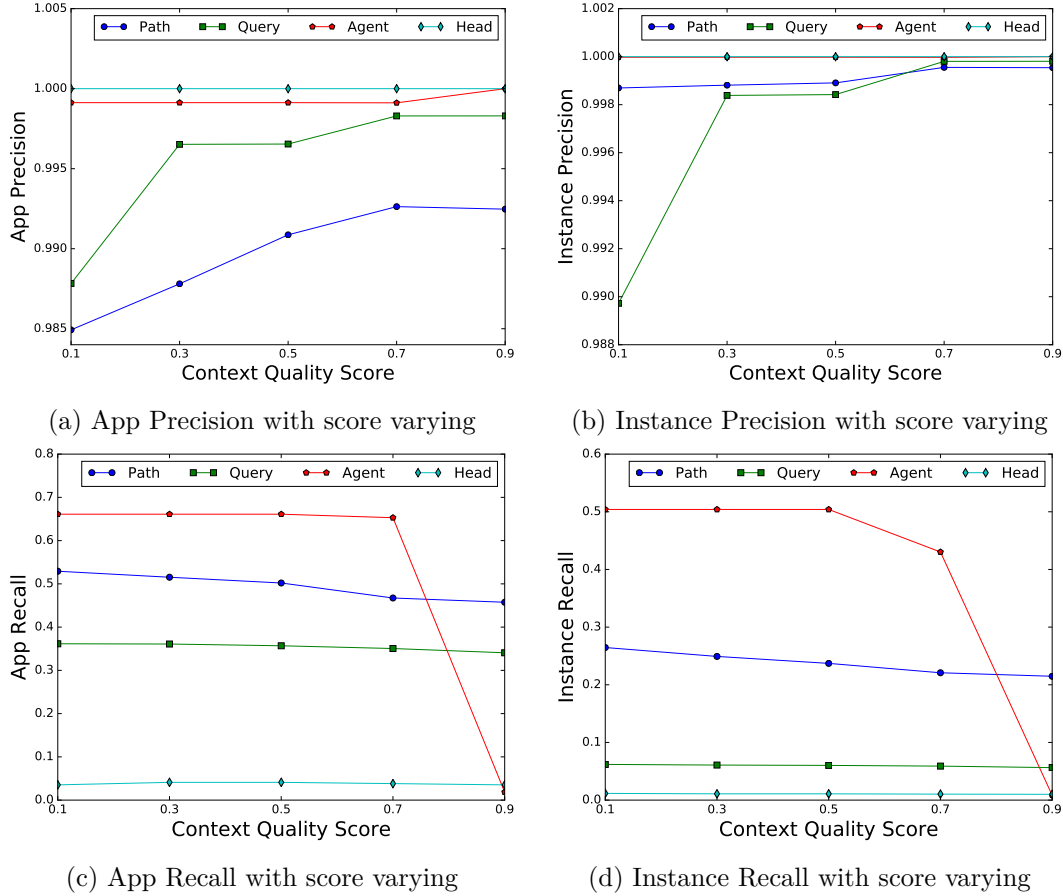 1.005
Path Query Agent Head
1.000
0.995
0.990
0.985
App Precision
0.1 0.3 0.5 0.7 0.9
Context Quality Score
(a) App Precision with score varying
1.002
Path Query Agent Head
1.000
0.998
0.996
0.994
0.992
0.990
0.988
Instance Precision
0.1 0.3 0.5 0.7 0.9
Context Quality Score
(b) Instance Precision with score varying
0.8
Path Query Agent Head
0.7
0.6
0.5
0.4
0.3
0.2
0.1
0.0
App Recall
0.1 0.3 0.5 0.7 0.9
Context Quality Score
(c) App Recall with score varying
0.6
Path Query Agent Head
0.5
0.4
0.3
0.2
0.1
0.0
Instance Recall
0.1 0.3 0.5 0.7 0.9
Context Quality Score
(d) Instance Recall with score varying